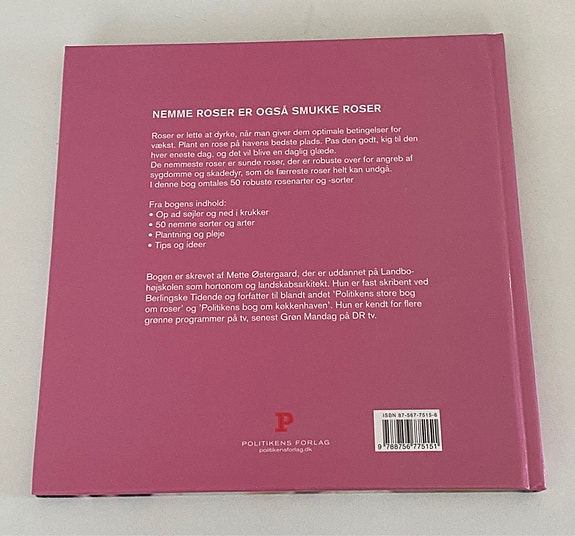 NEMME ROSER ER OGSÅ SMUKKE ROSER
Roser er lette at dyrke, når man giver dem optimale betingelser for
vækst. Plant en rose på havens bedste plads. Pas den godt, kig til den
hver eneste dag, og det vil blive en daglig glæde.
De nemmeste roser er sunde roser, der er robuste over for angreb af
sygdomme og skadedyr, som de færreste roser helt kan undgå.
I denne bog omtales 50 robuste rosenarter og -sorter
Fra bogens indhold:
• Op ad søjler og ned i krukker
• 50 nemme sorter og arter
• Plantning og pleje
• Tips og ideer
Bogen er skrevet af Mette Østergaard, der er uddannet på Landbo-
højskolen som hortonom og landskabsarkitekt. Hun er fast skribent ved
Berlingske Tidende og forfatter til blandt andet 'Politikens store bog
om roser' og 'Politikens bog om køkkenhaven'. Hun er kendt for flere
grønne programmer på tv, senest Grøn Mandag på DR tv.
P
POLITIKENS FORLAG
politikensforlag.dk
ISBN 87-567-7515-6
9 788756 775151